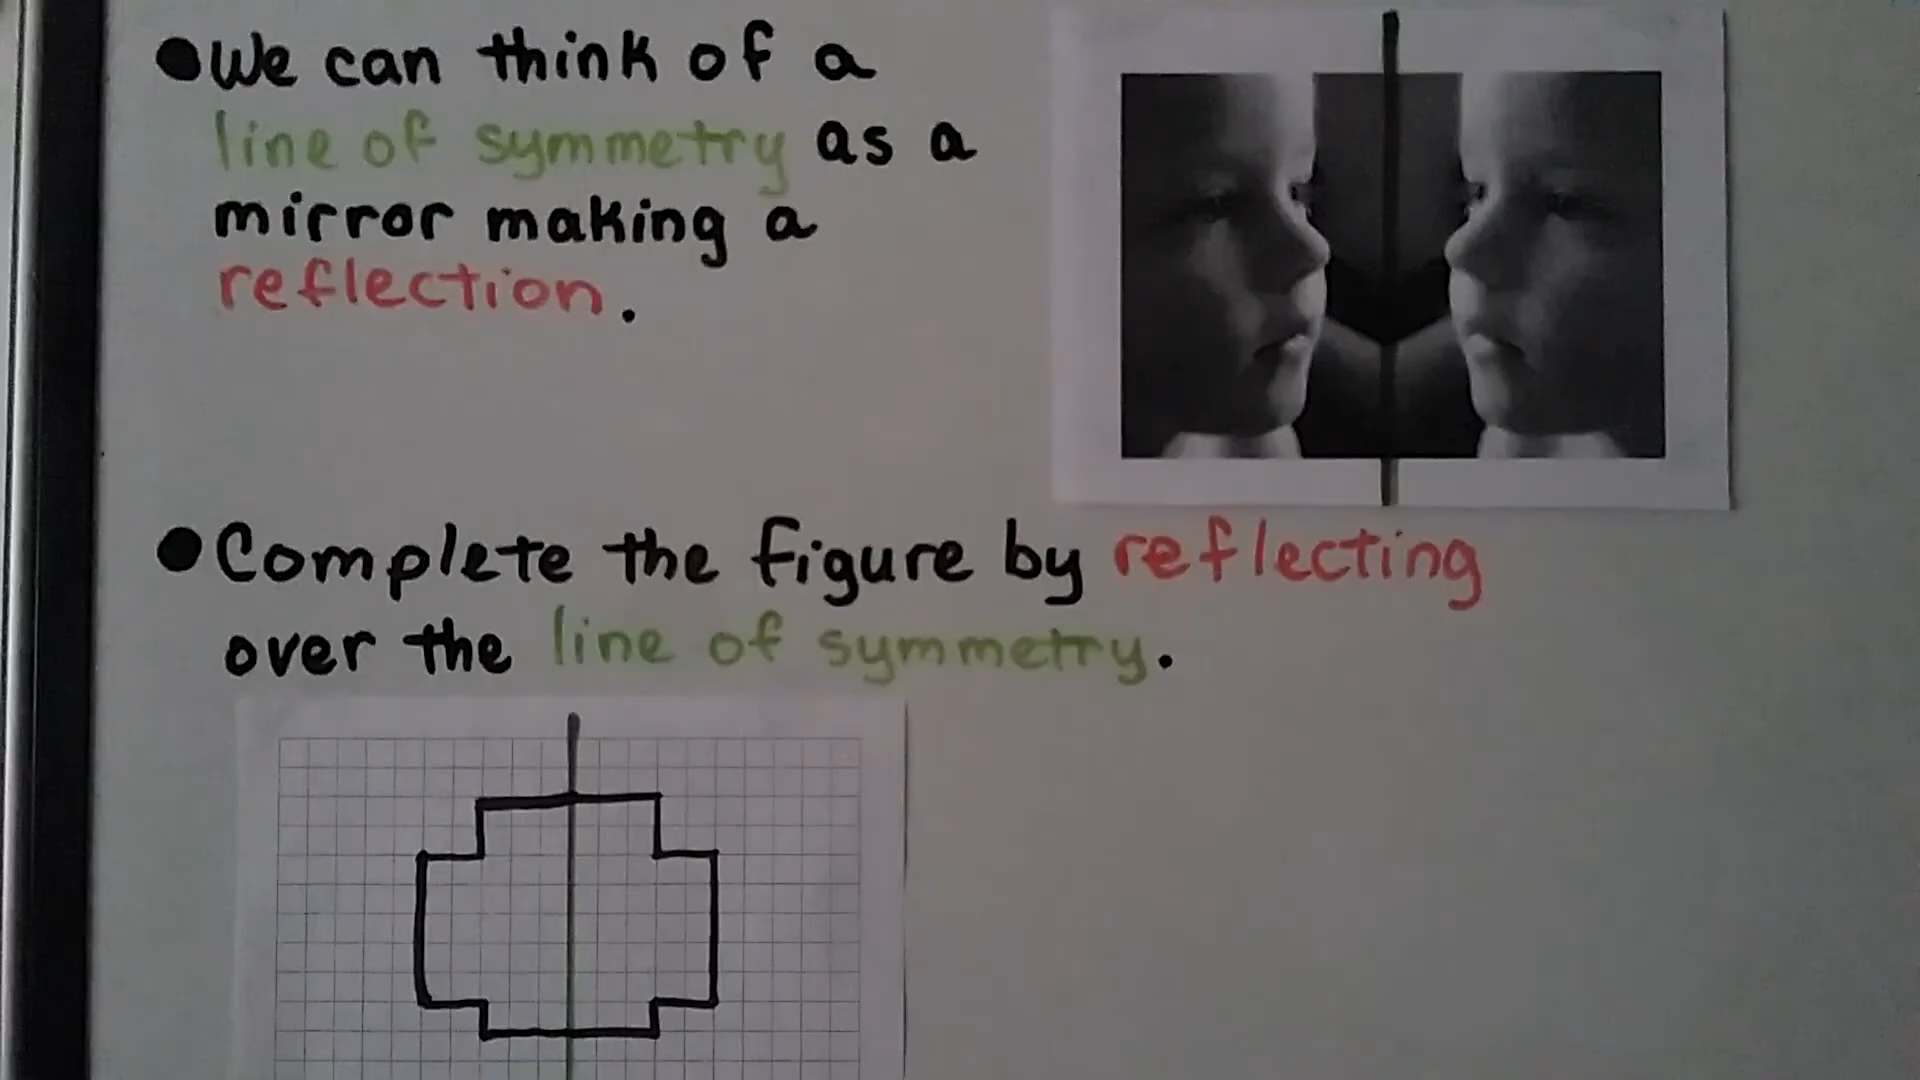 ●We can think of a
line of symmetry as a
mirror making a
reflection.
●Complete the figure by reflecting
over the line of symmetry.